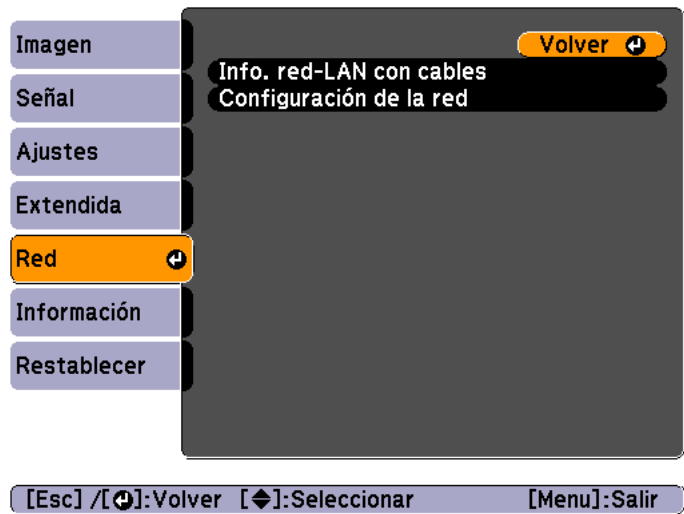 Imagen
Señal
Ajustes
Extendida
Red
Información
Restablecer
Volver
Info. red-LAN con cables
Configuración de la red
[Esc] /[ ]:Volver [ ]:Seleccionar [Menu]:Salir